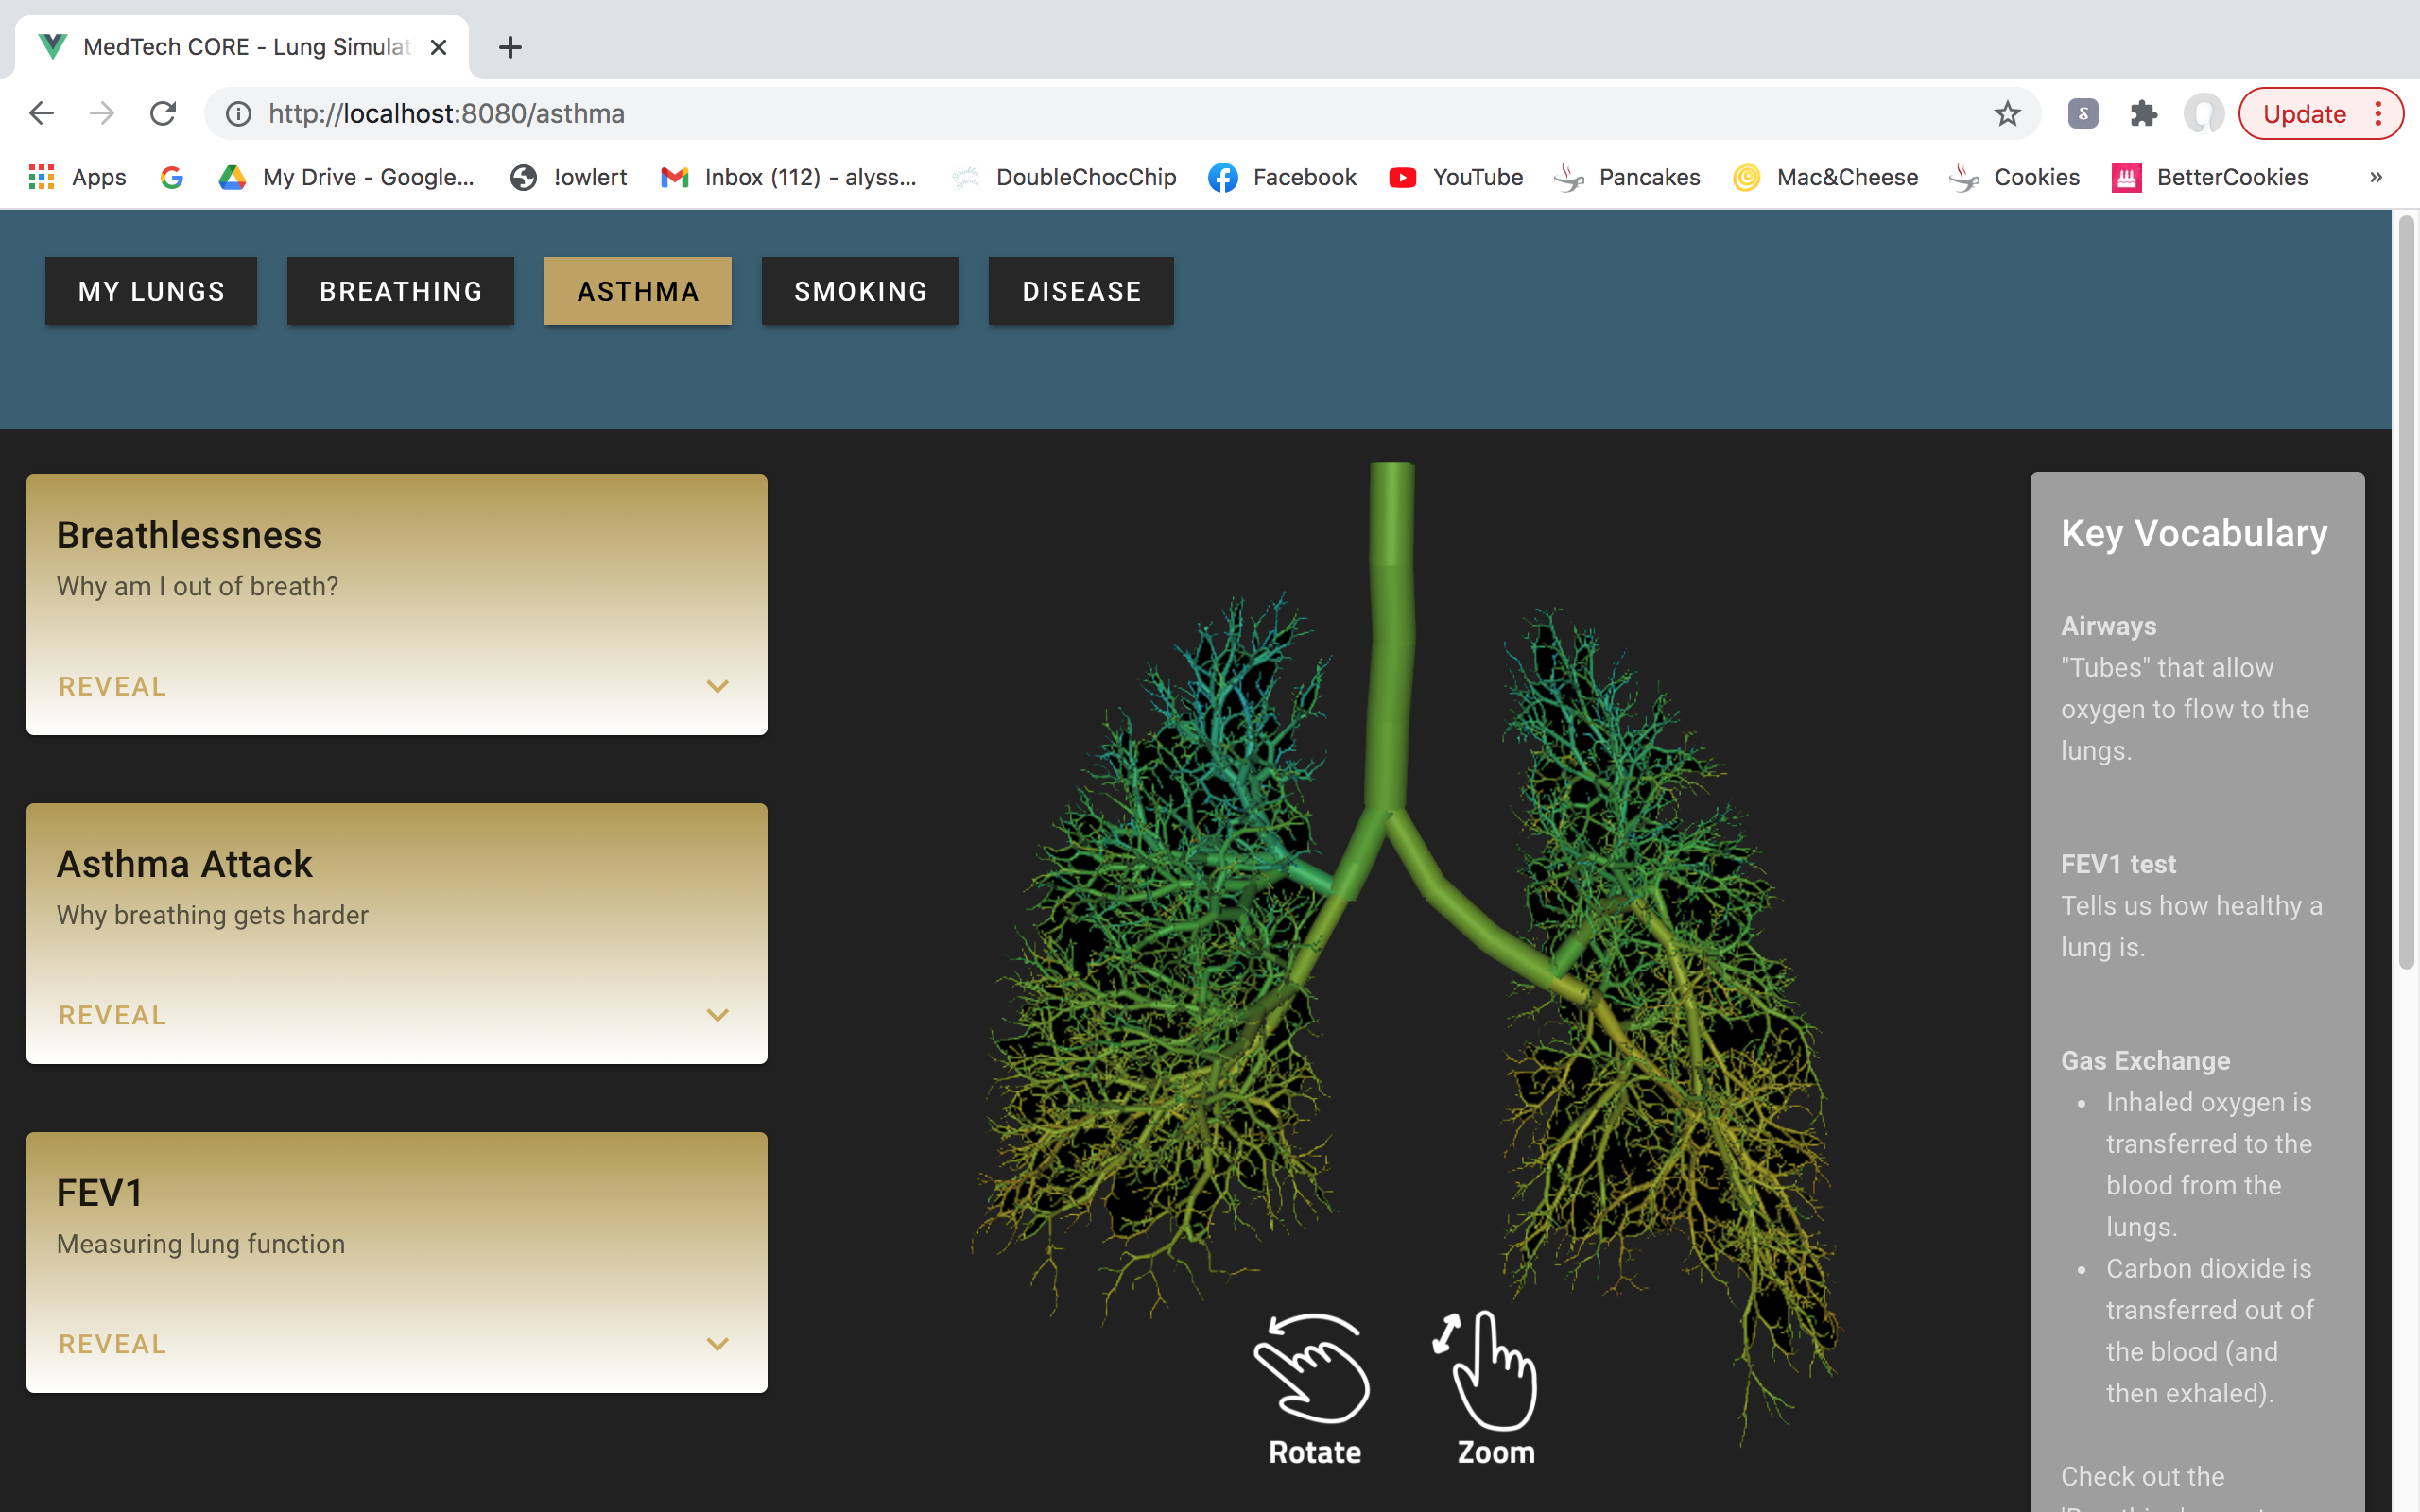 MedTech CORE - Lung Simulat
http://localhost:8080/asthma
Update
Apps
My Drive - Google...
!owlert
Inbox (112) - alyss...
DoubleChocChip
Facebook
YouTube
Pancakes
Mac&Cheese
Cookies
BetterCookies
»
MY LUNGS
BREATHING
ASTHMA
SMOKING
DISEASE
Breathlessness
Why am I out of breath?
REVEAL
Asthma Attack
Why breathing gets harder
REVEAL
FEV1
Measuring lung function
REVEAL
Rotate
Zoom
Key Vocabulary
Airways
"Tubes" that allow
oxygen to flow to the
lungs.
FEV1 test
Tells us how healthy a
lung is.
Gas Exchange
• Inhaled oxygen is
transferred to the
blood from the
lungs.
• Carbon dioxide is
transferred out of
the blood (and
then exhaled).
Check out the